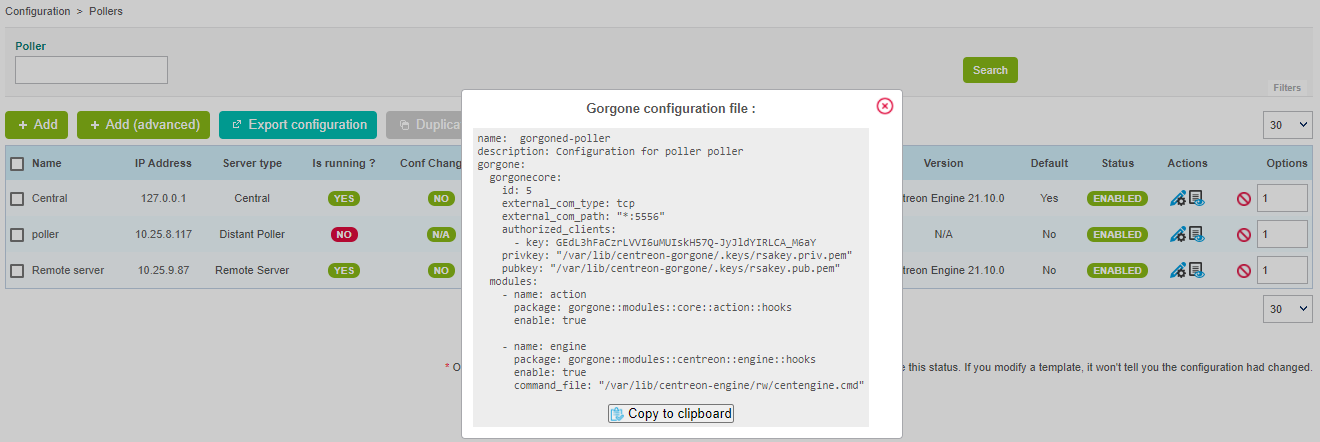 Configuration > Pollers
Poller
Search
Filters
Gorgone configuration file :
+ Add
+ Add (advanced)
Export configuration
Duplica
30
Name IP Address Server type Is running ? Conf Chang Version Default Status Actions Options
Central 127.0.0.1 Central YES NO treon Engine 21.10.0 Yes ENABLED 1
poller 10.25.8.117 Distant Poller NO N/A N/A No ENABLED 1
Remote server 10.25.9.87 Remote Server YES NO treon Engine 21.10.0 No ENABLED 1
30
name:  gorgoned-poller
description: Configuration for poller poller
gorgone:
  gorgonecore:
    id: 5
    external_com_type: tcp
    external_com_path: "*:5556"
    authorized_clients:
      - key: GEdL3hFaCzrLVVI6uMUIskH57Q-JyJldYIRLCA_M6aY
    privkey: "/var/lib/centreon-gorgone/.keys/rsakey.priv.pem"
    pubkey: "/var/lib/centreon-gorgone/.keys/rsakey.pub.pem"
  modules:
    - name: action
      package: gorgone::modules::core::action::hooks
      enable: true
    - name: engine
      package: gorgone::modules::centreon::engine::hooks
      enable: true
      command_file: "/var/lib/centreon-engine/rw/centengine.cmd"
Copy to clipboard
* O
e this status. If you modify a template, it won't tell you the configuration had changed.